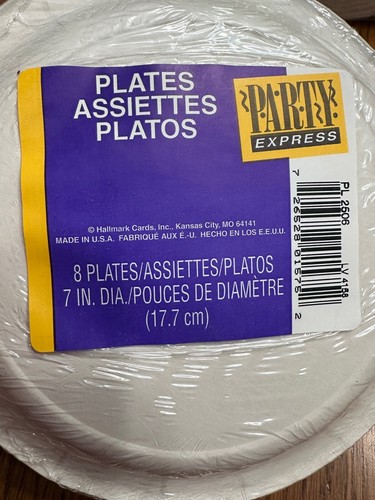 PLATES
ASSIETTES
PLATOS
PARTY
EXPRESS
© Hallmark Cards, Inc., Kansas City, MO 64141
MADE IN U.S.A. FABRIQUÉ AUX É.-U. HECHO EN LOS E.E.U.U.
8 PLATES/ASSIETTES/PLATOS
7 IN. DIA./POUCES DE DIAMÈTRE
(17.7 cm)
PL 2506
LV 4158
7 26528 01575 2